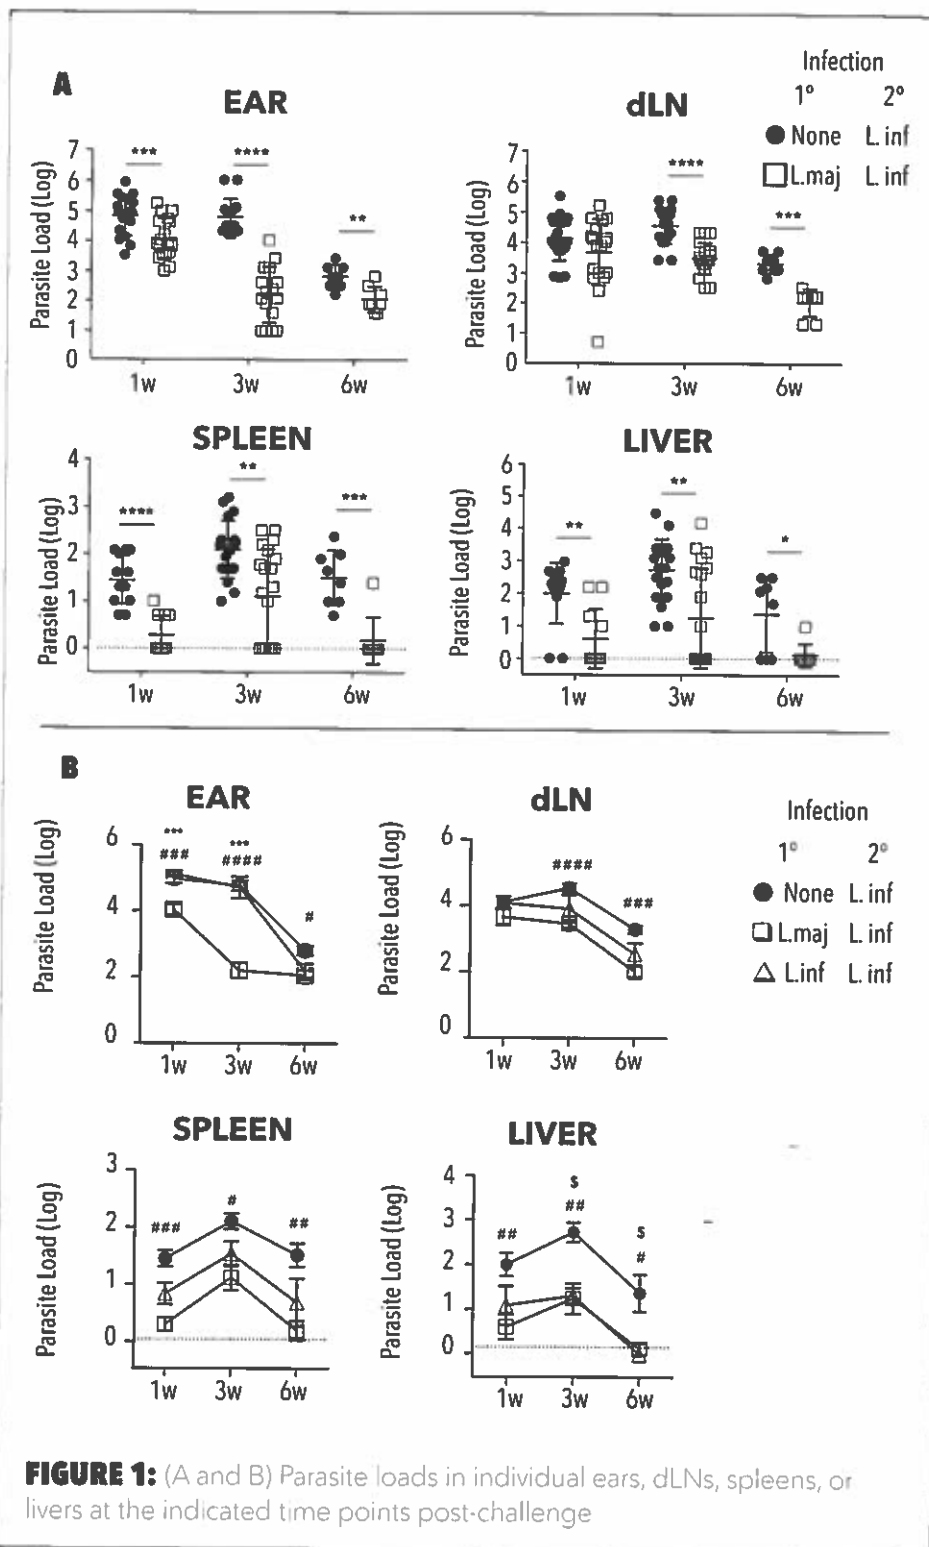 A
Infection
1° 2°
None L. inf
L.maj L. inf
EAR
Parasite Load (Log)
7
6
5
4
3
2
1
0
***
****
**
1w 3w 6w
dLN
Parasite Load (Log)
7
6
5
4
3
2
1
0
****
***
1w 3w 6w
SPLEEN
Parasite Load (Log)
4
3
2
1
0
****
**
***
1w 3w 6w
LIVER
Parasite Load (Log)
6
5
4
3
2
1
0
**
**
*
1w 3w 6w
B
EAR
Parasite Load (Log)
6
4
2
0
*** ***
### #### #
1w 3w 6w
dLN
Parasite Load (Log)
6
4
2
0
#### ###
1w 3w 6w
Infection
1° 2°
None L. inf
L.maj L. inf
L.inf L. inf
SPLEEN
Parasite Load (Log)
3
2
1
0
### # ##
1w 3w 6w
LIVER
Parasite Load (Log)
4
3
2
1
0
$ $
## ## #
1w 3w 6w
FIGURE 1: (A and B) Parasite loads in individual ears, dLNs, spleens, or
livers at the indicated time points post-challenge